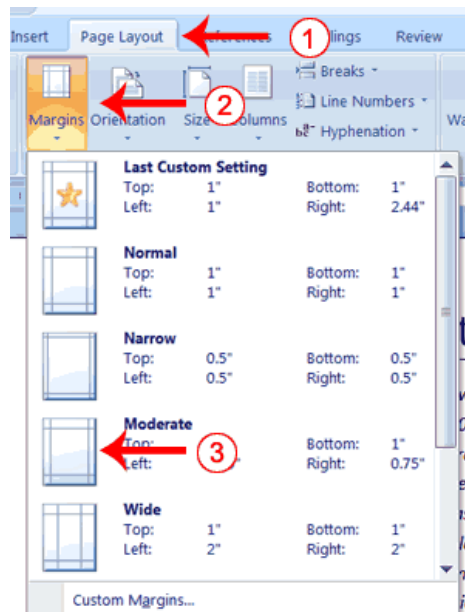 Insert Page Layout 1 Review
Breaks
2 Line Numbers
Margins Orientation Size Columns Hyphenation
Last Custom Setting
Top: 1" Bottom: 1"
Left: 1" Right: 2.44"
Normal
Top: 1" Bottom: 1"
Left: 1" Right: 1"
Narrow
Top: 0.5" Bottom: 0.5"
Left: 0.5" Right: 0.5"
Moderate
Top: Bottom: 1"
Left: 3 Right: 0.75"
Wide
Top: 1" Bottom: 1"
Left: 2" Right: 2"
Custom Margins...